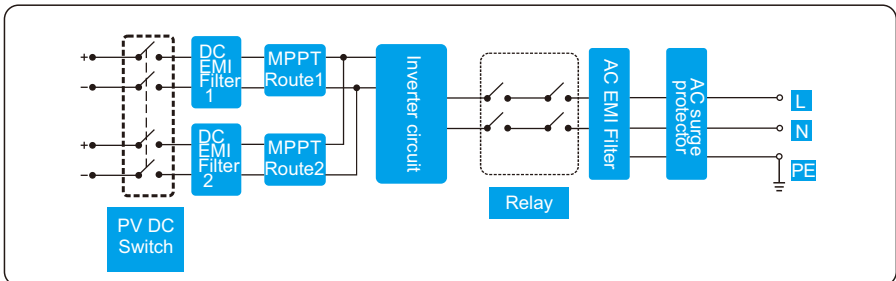 +
−
+
−
DC
EMI
Filter
1
MPPT
Route1
DC
EMI
Filter
2
MPPT
Route2
Inverter circuit
AC EMI Filter
AC surge
protector
L
N
PE
Relay
PV DC
Switch